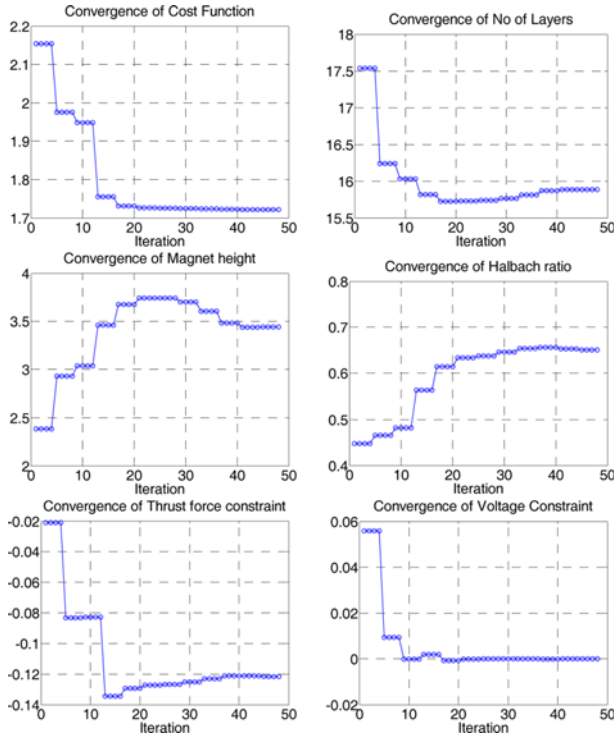 Convergence of Cost Function
2.2
2.1
2
1.9
1.8
1.7
0 10 20 30 40 50
Iteration
Convergence of No of Layers
18
17.5
17
16.5
16
15.5
0 10 20 30 40 50
Iteration
Convergence of Magnet height
4
3.5
3
2.5
2
0 10 20 30 40 50
Iteration
Convergence of Halbach ratio
0.8
0.7
0.6
0.5
0.4
0 10 20 30 40 50
Iteration
Convergence of Thrust force constraint
-0.02
-0.04
-0.06
-0.08
-0.1
-0.12
-0.14
0 10 20 30 40 50
Iteration
Convergence of Voltage Constraint
0.06
0.04
0.02
0
-0.02
0 10 20 30 40 50
Iteration